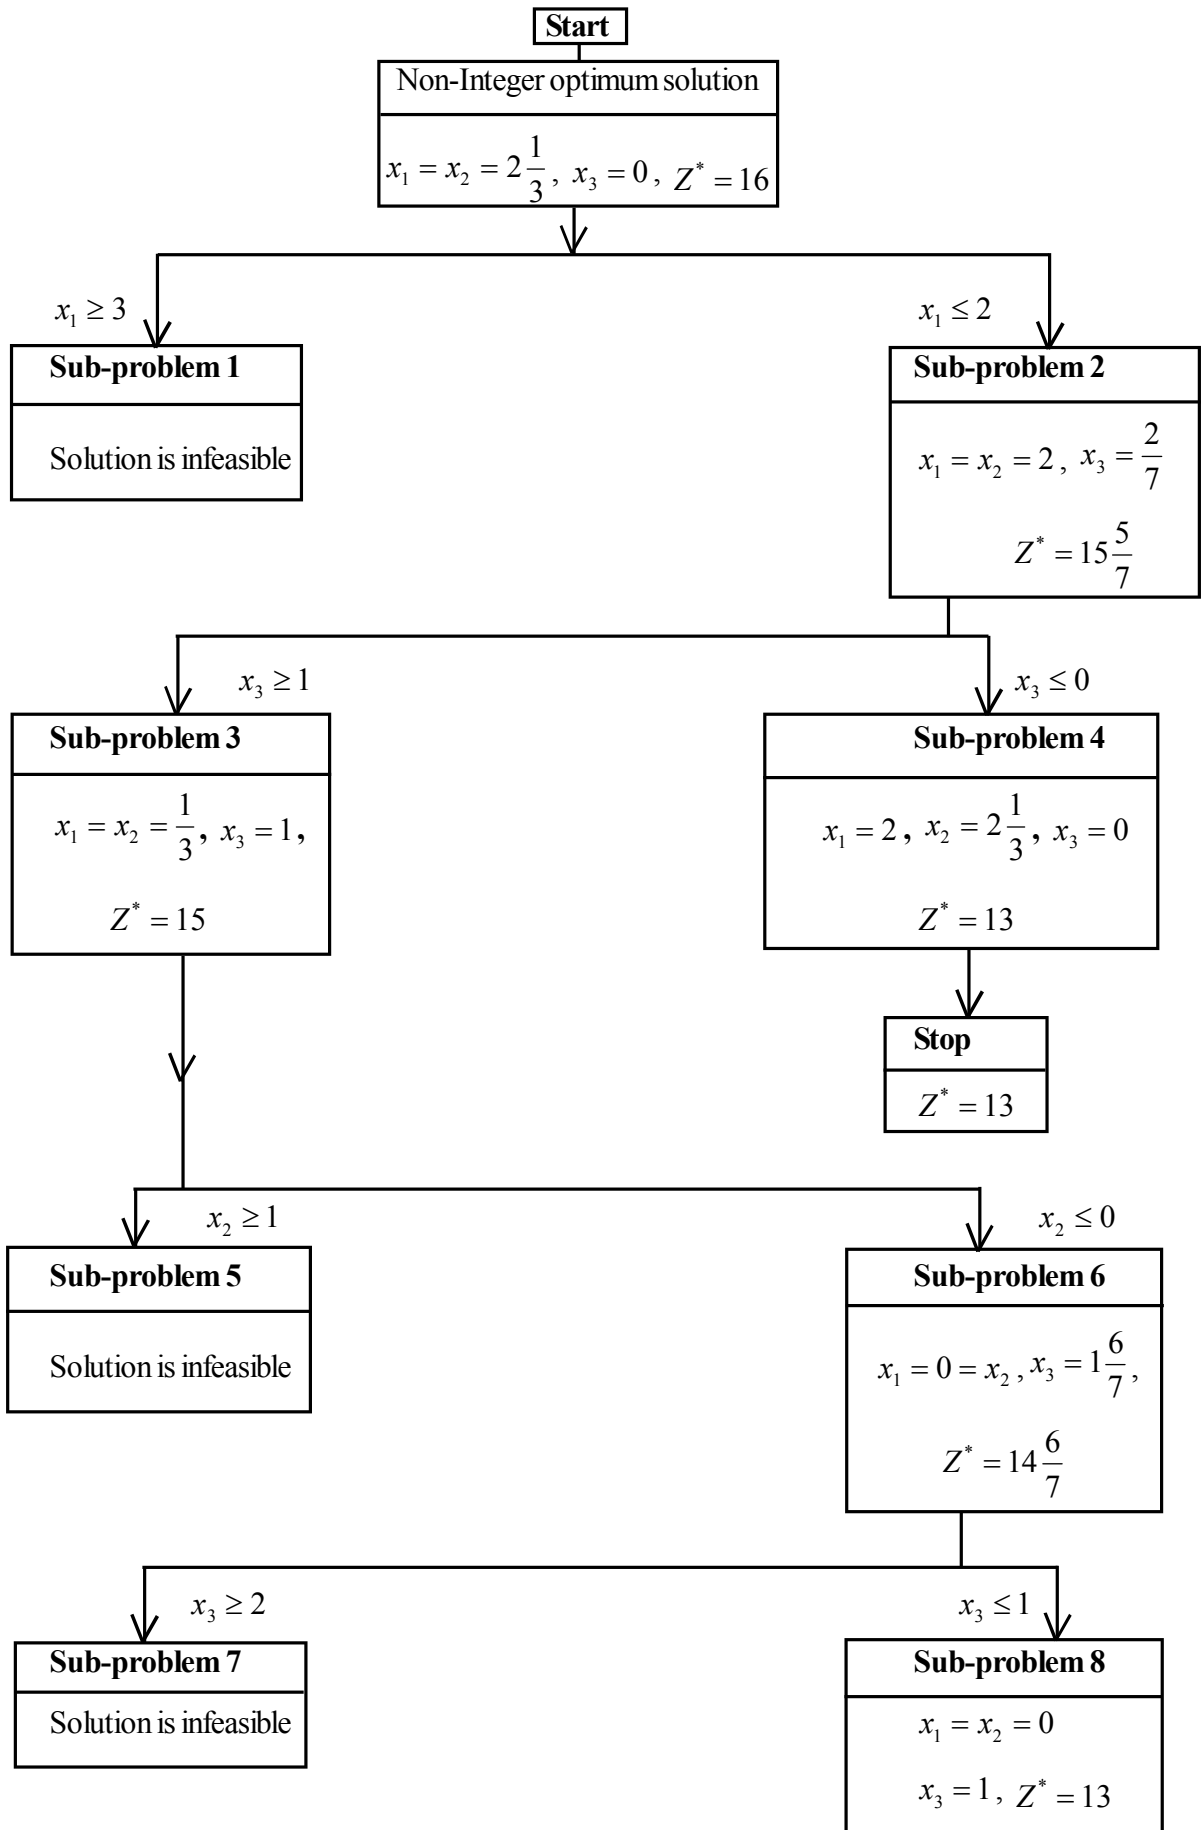 Start
Non-Integer optimum solution
x₁ = x₂ = 2 1/3, x₃ = 0, Z* = 16
x₁ ≥ 3
x₁ ≤ 2
Sub-problem 1
Solution is infeasible
Sub-problem 2
x₁ = x₂ = 2, x₃ = 2/7
Z* = 15 5/7
x₃ ≥ 1
x₃ ≤ 0
Sub-problem 3
x₁ = x₂ = 1/3, x₃ = 1,
Z* = 15
Sub-problem 4
x₁ = 2, x₂ = 2 1/3, x₃ = 0
Z* = 13
Stop
Z* = 13
x₂ ≥ 1
x₂ ≤ 0
Sub-problem 5
Solution is infeasible
Sub-problem 6
x₁ = 0 = x₂, x₃ = 1 6/7,
Z* = 14 6/7
x₃ ≥ 2
x₃ ≤ 1
Sub-problem 7
Solution is infeasible
Sub-problem 8
x₁ = x₂ = 0
x₃ = 1, Z* = 13